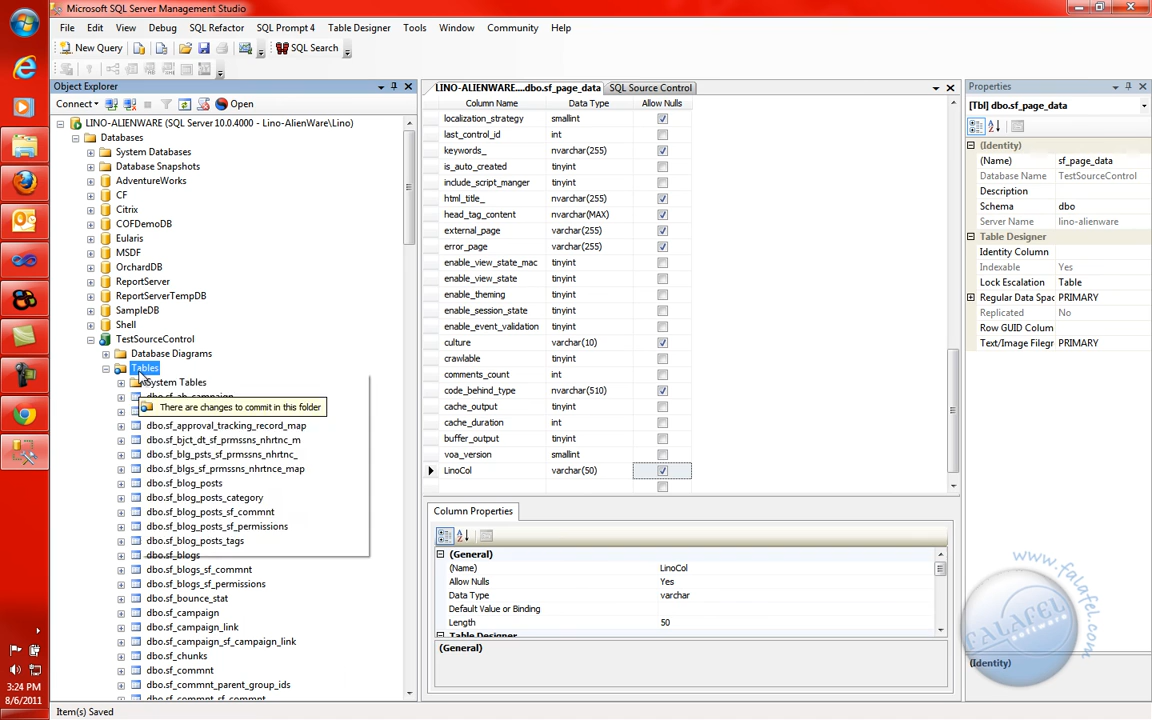 Microsoft SQL Server Management Studio
File Edit View Debug SQL Refactor SQL Prompt 4 Table Designer Tools Window Community Help
New Query SQL Search
Object Explorer
Connect Open
LINO-ALIENWARE (SQL Server 10.0.4000 - Lino-AlienWare\Lino)
Databases
System Databases
Database Snapshots
AdventureWorks
CF
Citrix
COFDemoDB
Eularis
MSDF
OrchardDB
ReportServer
ReportServerTempDB
SampleDB
Shell
TestSourceControl
Database Diagrams
Tables
System Tables
There are changes to commit in this folder
dbo.sf_approval_tracking_record_map
dbo.sf_bjct_dt_sf_prmssns_nhrtnc_m
dbo.sf_blg_psts_sf_prmssns_nhrtnc_
dbo.sf_blgs_sf_prmssns_nhrtnce_map
dbo.sf_blog_posts
dbo.sf_blog_posts_category
dbo.sf_blog_posts_sf_commnt
dbo.sf_blog_posts_sf_permissions
dbo.sf_blog_posts_tags
dbo.sf_blogs
dbo.sf_blogs_sf_commnt
dbo.sf_blogs_sf_permissions
dbo.sf_bounce_stat
dbo.sf_campaign
dbo.sf_campaign_link
dbo.sf_campaign_sf_campaign_link
dbo.sf_chunks
dbo.sf_commnt
dbo.sf_commnt_parent_group_ids
LINO-ALIENWARE....dbo.sf_page_data SQL Source Control
Column Name Data Type Allow Nulls
localization_strategy smallint
last_control_id int
keywords_ nvarchar(255)
is_auto_created tinyint
include_script_manger tinyint
html_title_ nvarchar(255)
head_tag_content nvarchar(MAX)
external_page varchar(255)
error_page varchar(255)
enable_view_state_mac tinyint
enable_view_state tinyint
enable_theming tinyint
enable_session_state tinyint
enable_event_validation tinyint
culture varchar(10)
crawlable tinyint
comments_count int
code_behind_type nvarchar(510)
cache_output tinyint
cache_duration int
buffer_output tinyint
voa_version smallint
LinoCol varchar(50)
Column Properties
(General)
(Name) LinoCol
Allow Nulls Yes
Data Type varchar
Default Value or Binding
Length 50
Table Designer
(General)
Properties
[Tbl] dbo.sf_page_data
(Identity)
(Name) sf_page_data
Database Name TestSourceControl
Description
Schema dbo
Server Name lino-alienware
Table Designer
Identity Column
Indexable Yes
Lock Escalation Table
Regular Data Spac PRIMARY
Replicated No
Row GUID Colum
Text/Image Filegr PRIMARY
(Identity)
www.falafel.com
FALAFEL
SOFTWARE
3:24 PM
8/6/2011
Item(s) Saved